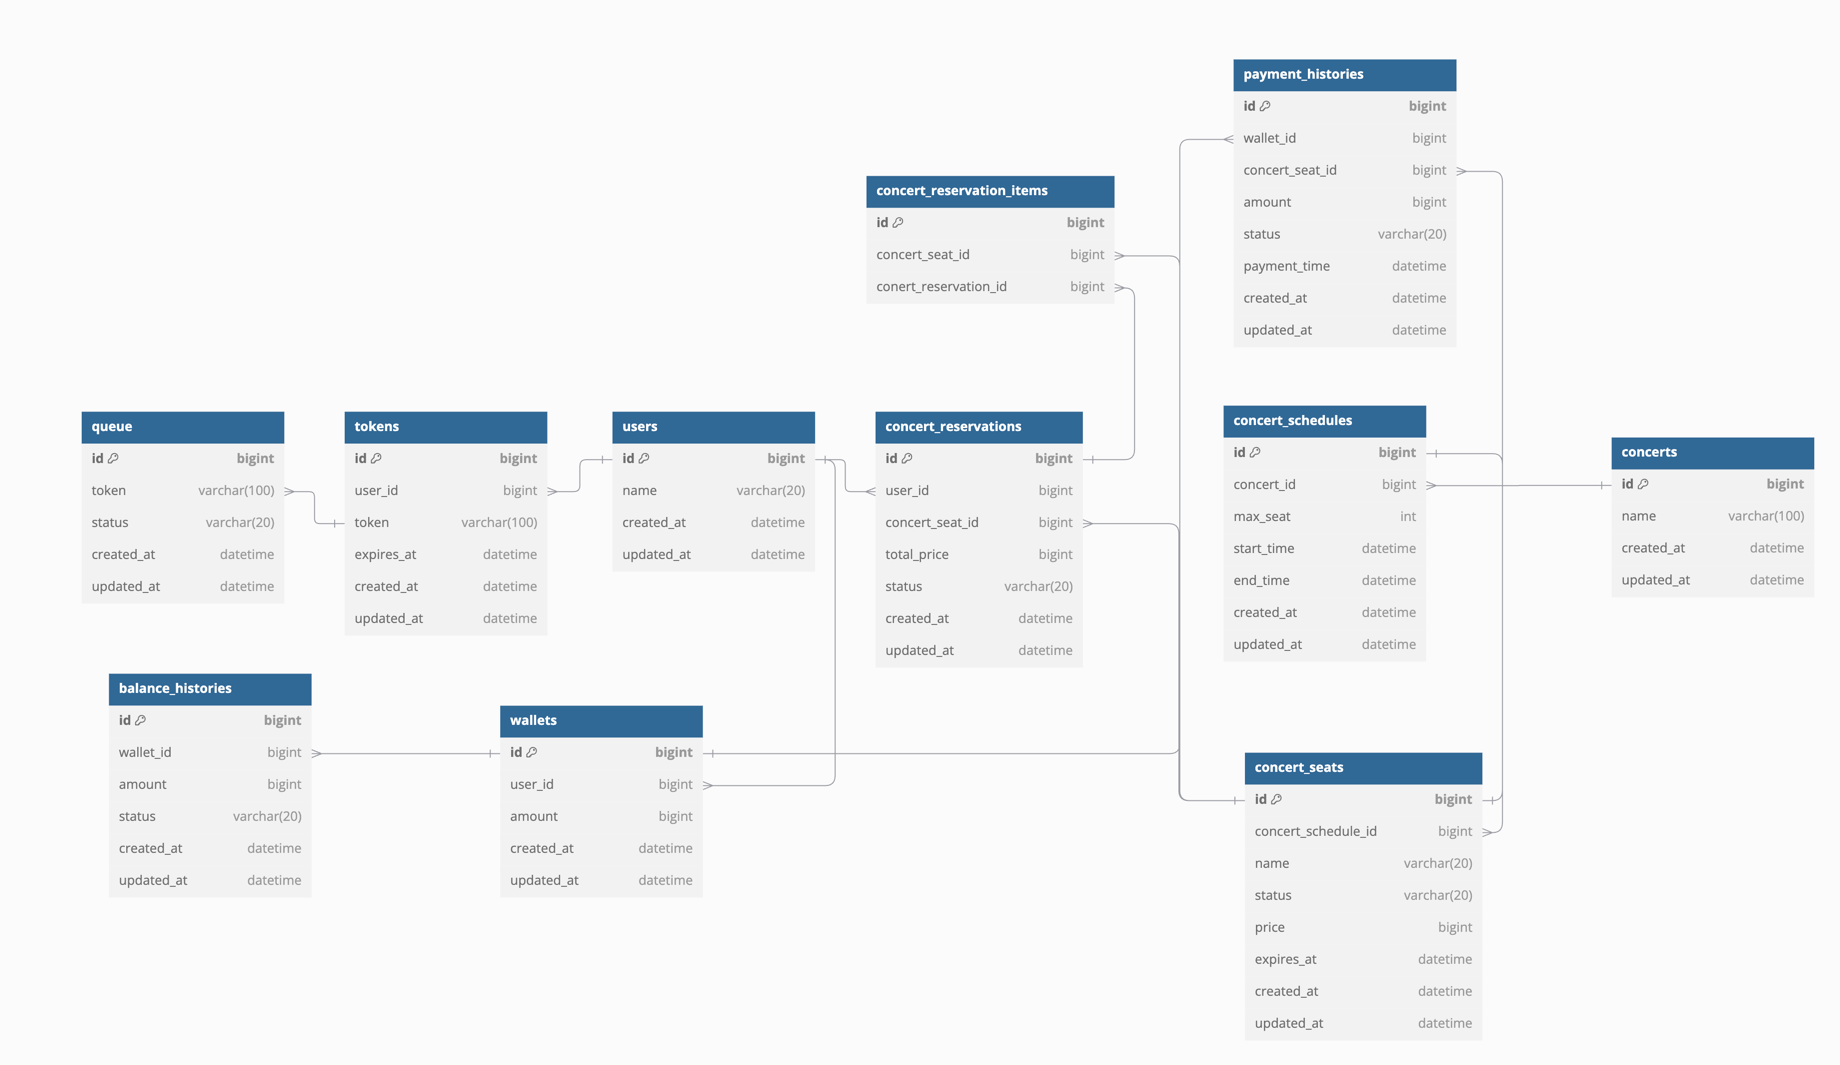 payment_histories
id bigint
wallet_id bigint
concert_seat_id bigint
amount bigint
status varchar(20)
payment_time datetime
created_at datetime
updated_at datetime
concert_reservation_items
id bigint
concert_seat_id bigint
conert_reservation_id bigint
queue
id bigint
token varchar(100)
status varchar(20)
created_at datetime
updated_at datetime
tokens
id bigint
user_id bigint
token varchar(100)
expires_at datetime
created_at datetime
updated_at datetime
users
id bigint
name varchar(20)
created_at datetime
updated_at datetime
concert_reservations
id bigint
user_id bigint
concert_seat_id bigint
total_price bigint
status varchar(20)
created_at datetime
updated_at datetime
concert_schedules
id bigint
concert_id bigint
max_seat int
start_time datetime
end_time datetime
created_at datetime
updated_at datetime
concerts
id bigint
name varchar(100)
created_at datetime
updated_at datetime
balance_histories
id bigint
wallet_id bigint
amount bigint
status varchar(20)
created_at datetime
updated_at datetime
wallets
id bigint
user_id bigint
amount bigint
created_at datetime
updated_at datetime
concert_seats
id bigint
concert_schedule_id bigint
name varchar(20)
status varchar(20)
price bigint
expires_at datetime
created_at datetime
updated_at datetime